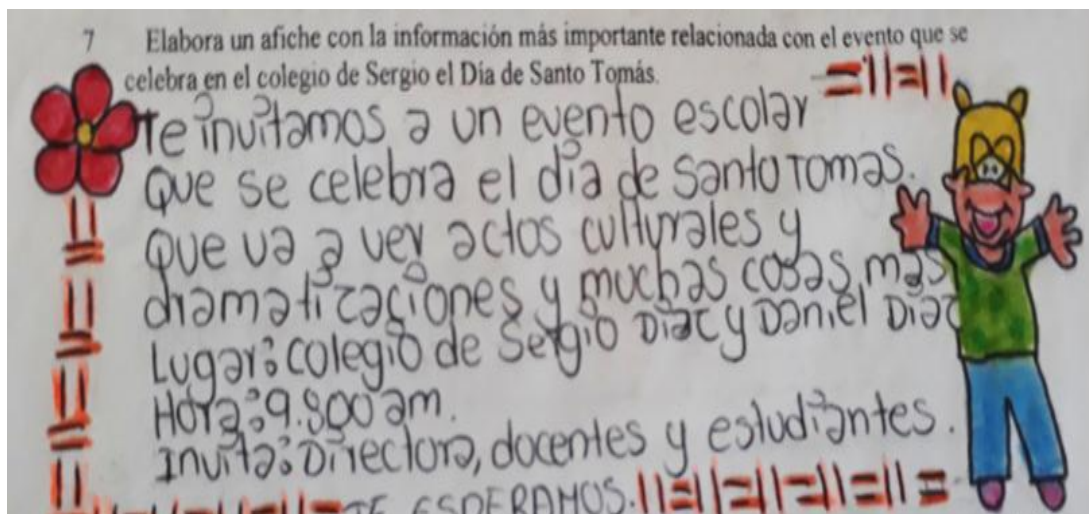 7 Elabora un afiche con la información más importante relacionada con el evento que se
celebra en el colegio de Sergio el Día de Santo Tomás.
Te invitamos a un evento escolar
Que se celebra el dia de Santo Tomas.
Que va a ver actos culturales y
dramatizaciones y muchas cosas mas
Lugar: colegio de Sergio Diaz y Daniel Diaz
Hora: 9.800 am.
Invita: Directora, docentes y estudiantes.
TE ESPERAMOS.